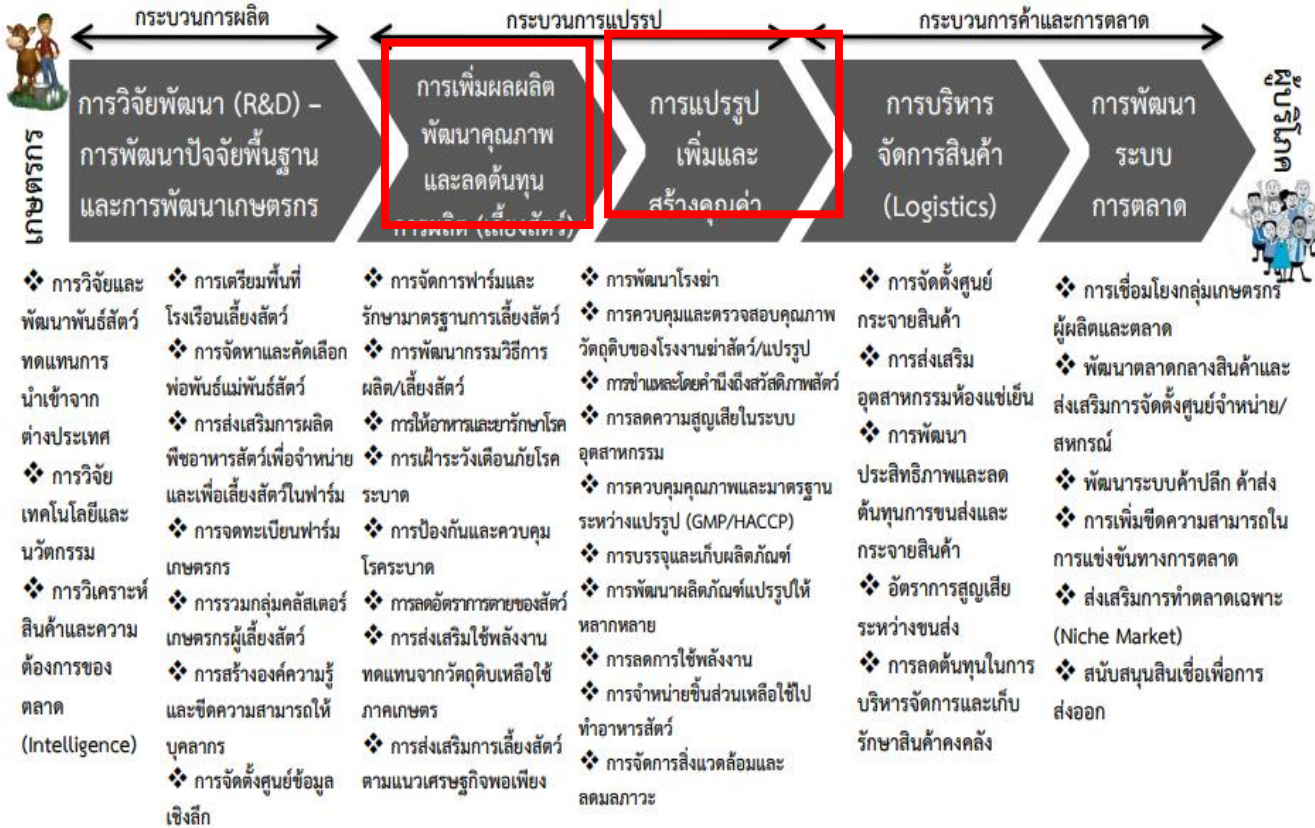 กระบวนการผลิต
กระบวนการแปรรูป
กระบวนการค้าและการตลาด
เกษตรกร
การวิจัยพัฒนา (R&D) –
การพัฒนาปัจจัยพื้นฐาน
และการพัฒนาเกษตรกร
การเพิ่มผลผลิต
พัฒนาคุณภาพ
และลดต้นทุน
การผลิต (เลี้ยงสัตว์)
การแปรรูป
เพิ่มและ
สร้างคุณค่า
การบริหาร
จัดการสินค้า
(Logistics)
การพัฒนา
ระบบ
การตลาด
ผู้บริโภค
❖ การวิจัยและ
พัฒนาพันธ์สัตว์
ทดแทนการ
นำเข้าจาก
ต่างประเทศ
❖ การวิจัย
เทคโนโลยีและ
นวัตกรรม
❖ การวิเคราะห์
สินค้าและความ
ต้องการของ
ตลาด
(Intelligence)
❖ การเตรียมพื้นที่
โรงเรือนเลี้ยงสัตว์
❖ การจัดหาและคัดเลือก
พ่อพันธ์แม่พันธ์สัตว์
❖ การส่งเสริมการผลิต
พืชอาหารสัตว์เพื่อจำหน่าย
และเพื่อเลี้ยงสัตว์ในฟาร์ม
❖ การจดทะเบียนฟาร์ม
เกษตรกร
❖ การรวมกลุ่มคลัสเตอร์
เกษตรกรผู้เลี้ยงสัตว์
❖ การสร้างองค์ความรู้
และขีดความสามารถให้
บุคลากร
❖ การจัดตั้งศูนย์ข้อมูล
เชิงลึก
❖ การจัดการฟาร์มและ
รักษามาตรฐานการเลี้ยงสัตว์
❖ การพัฒนากรรมวิธีการ
ผลิต/เลี้ยงสัตว์
❖ การให้อาหารและยารักษาโรค
❖ การเฝ้าระวังเตือนภัยโรค
ระบาด
❖ การป้องกันและควบคุม
โรคระบาด
❖ การลดอัตราการตายของสัตว์
❖ การส่งเสริมใช้พลังงาน
ทดแทนจากวัตถุดิบเหลือใช้
ภาคเกษตร
❖ การส่งเสริมการเลี้ยงสัตว์
ตามแนวเศรษฐกิจพอเพียง
❖ การพัฒนาโรงฆ่า
❖ การควบคุมและตรวจสอบคุณภาพ
วัตถุดิบของโรงงานฆ่าสัตว์/แปรรูป
❖ การชำแหละโดยคำนึงถึงสวัสดิภาพสัตว์
❖ การลดความสูญเสียในระบบ
อุตสาหกรรม
❖ การควบคุมคุณภาพและมาตรฐาน
ระหว่างแปรรูป (GMP/HACCP)
❖ การบรรจุและเก็บผลิตภัณฑ์
❖ การพัฒนาผลิตภัณฑ์แปรรูปให้
หลากหลาย
❖ การลดการใช้พลังงาน
❖ การจำหน่ายชิ้นส่วนเหลือใช้ไป
ทำอาหารสัตว์
❖ การจัดการสิ่งแวดล้อมและ
ลดมลภาวะ
❖ การจัดตั้งศูนย์
กระจายสินค้า
❖ การส่งเสริม
อุตสาหกรรมห้องแช่เย็น
❖ การพัฒนา
ประสิทธิภาพและลด
ต้นทุนการขนส่งและ
กระจายสินค้า
❖ อัตราการสูญเสีย
ระหว่างขนส่ง
❖ การลดต้นทุนในการ
บริหารจัดการและเก็บ
รักษาสินค้าคงคลัง
❖ การเชื่อมโยงกลุ่มเกษตรกร
ผู้ผลิตและตลาด
❖ พัฒนาตลาดกลางสินค้าและ
ส่งเสริมการจัดตั้งศูนย์จำหน่าย/
สหกรณ์
❖ พัฒนาระบบค้าปลีก ค้าส่ง
❖ การเพิ่มขีดความสามารถใน
การแข่งขันทางการตลาด
❖ ส่งเสริมการทำตลาดเฉพาะ
(Niche Market)
❖ สนับสนุนสินเชื่อเพื่อการ
ส่งออก